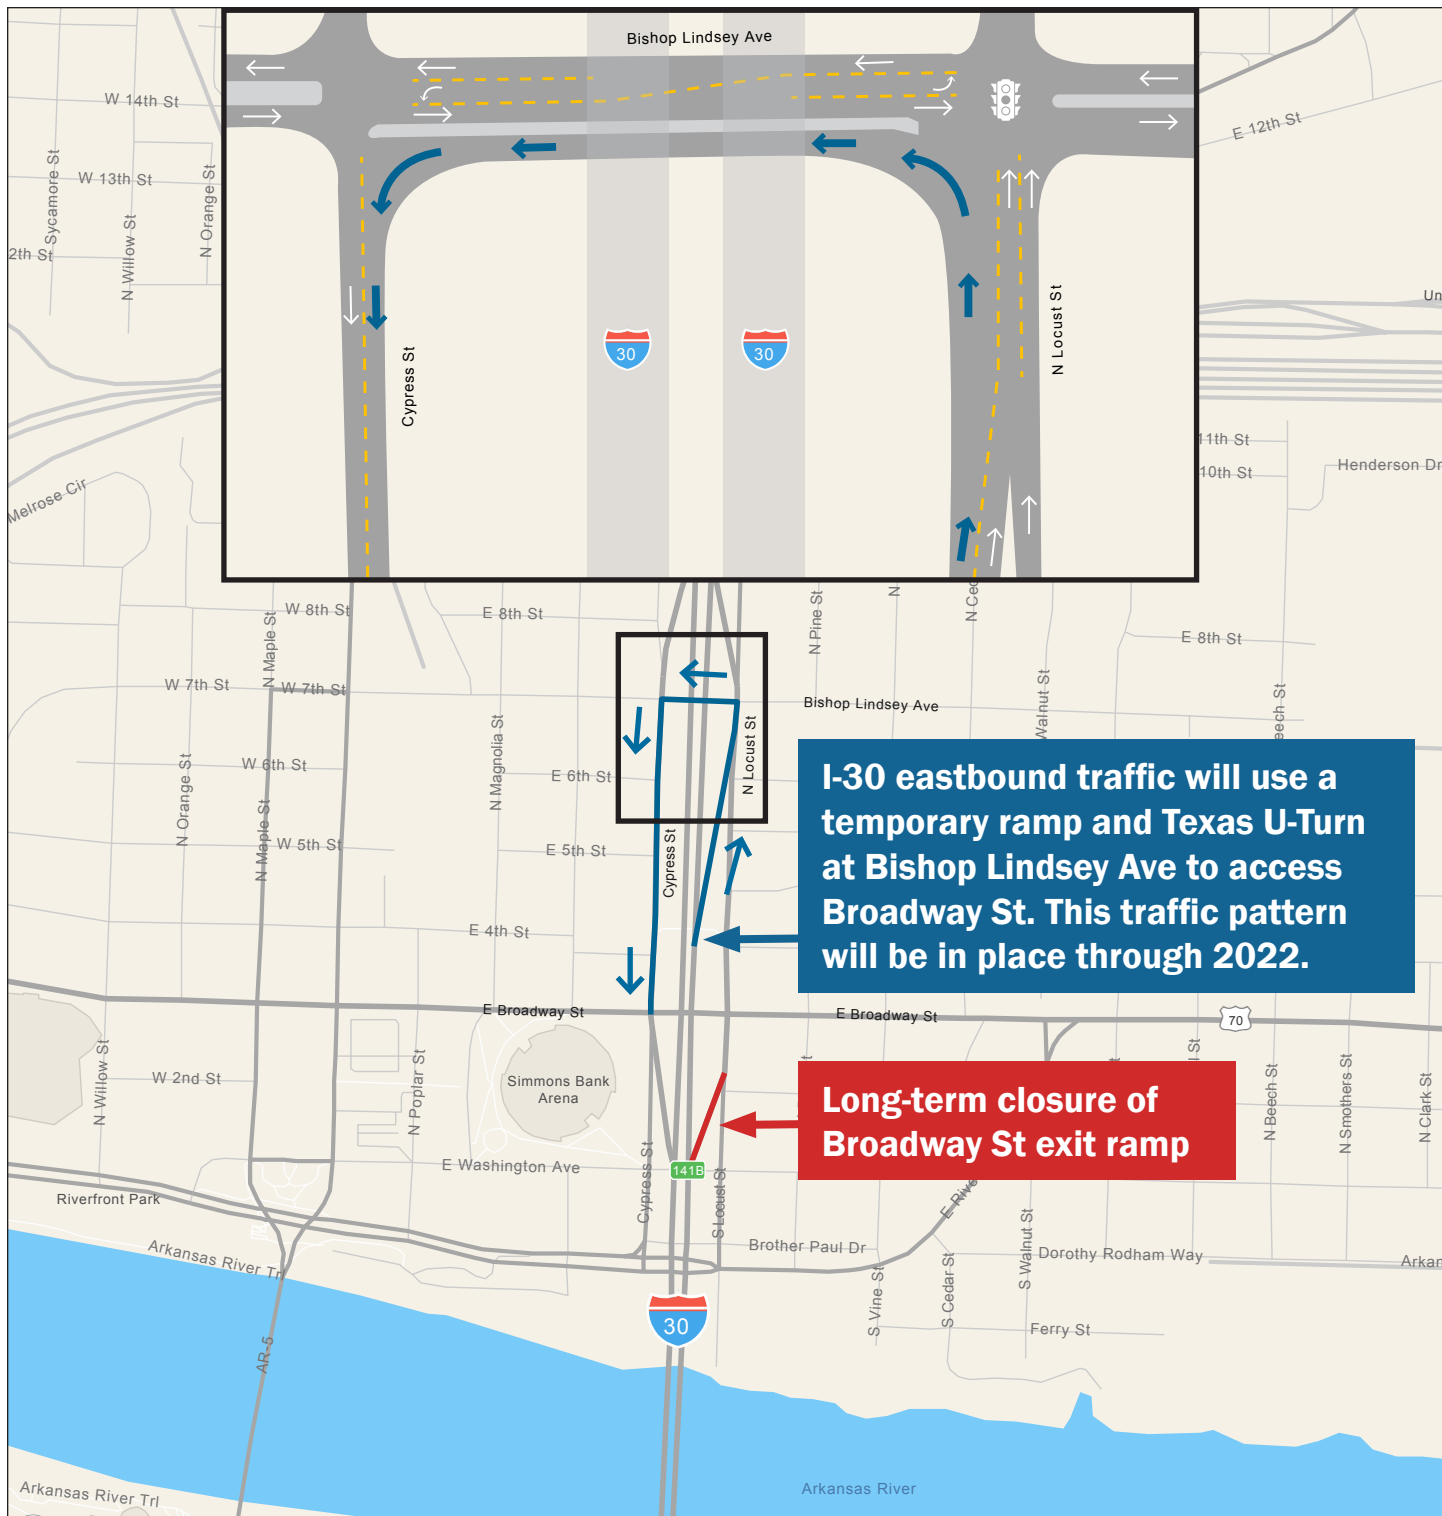 Bishop Lindsey Ave
W 14th St
E 12th St
Sycamore St
W 13th St
N Orange St
N Willow St
2th St
Un
30
30
Cypress St
N Locust St
11th St
10th St
Henderson Dr
Melrose Cir
W 8th St
E 8th St
N Pine St
N
N Ced
E 8th St
N Maple St
W 7th St
W 7th St
Bishop Lindsey Ave
Walnut St
eech St
N Magnolia St
N Locust St
W 6th St
E 6th St
N Orange St
N Maple St
W 5th St
E 5th St
Cypress St
I-30 eastbound traffic will use a
temporary ramp and Texas U-Turn
at Bishop Lindsey Ave to access
Broadway St. This traffic pattern
will be in place through 2022.
E 4th St
E Broadway St
E Broadway St
70
N Willow St
W 2nd St
N Poplar St
Simmons Bank
Arena
Long-term closure of
Broadway St exit ramp
t
t
l St
N Beech St
N Smothers St
N Clark St
E Washington Ave
141B
Cypress St
S Locust St
Riverfront Park
E Rive
Arkansas River Trl
Brother Paul Dr
Dorothy Rodham Way
Arkan
S Vine St
S Cedar St
S Walnut St
Ferry St
30
AR-5
Arkansas River Trl
Arkansas River